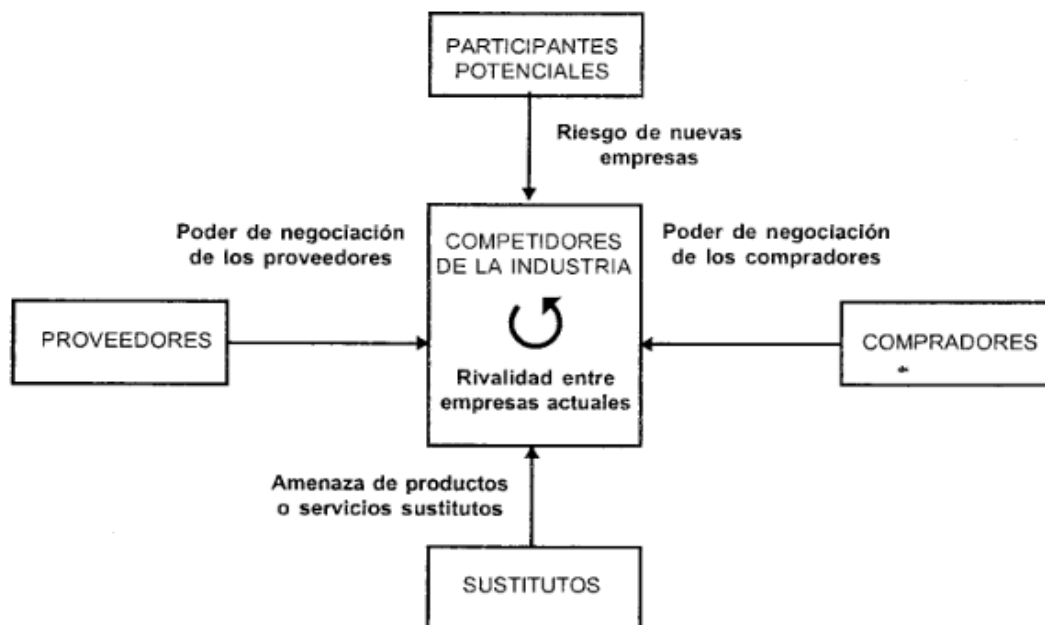 PARTICIPANTES
POTENCIALES
Riesgo de nuevas
empresas
Poder de negociación
de los proveedores
COMPETIDORES
DE LA INDUSTRIA
Poder de negociación
de los compradores
PROVEEDORES
COMPRADORES
Rivalidad entre
empresas actuales
Amenaza de productos
o servicios sustitutos
SUSTITUTOS